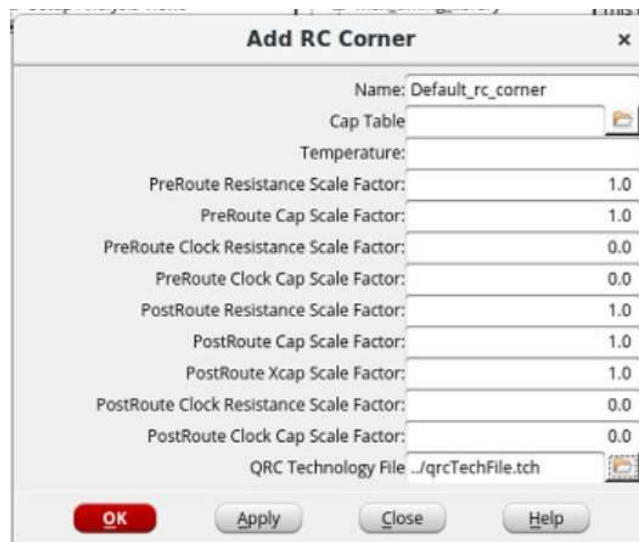 Add RC Corner
×
Name: Default_rc_corner
Cap Table
Temperature:
PreRoute Resistance Scale Factor: 1.0
PreRoute Cap Scale Factor: 1.0
PreRoute Clock Resistance Scale Factor: 0.0
PreRoute Clock Cap Scale Factor: 0.0
PostRoute Resistance Scale Factor: 1.0
PostRoute Cap Scale Factor: 1.0
PostRoute Xcap Scale Factor: 1.0
PostRoute Clock Resistance Scale Factor: 0.0
PostRoute Clock Cap Scale Factor: 0.0
QRC Technology File ../qrcTechFile.tch
OK Apply Close Help